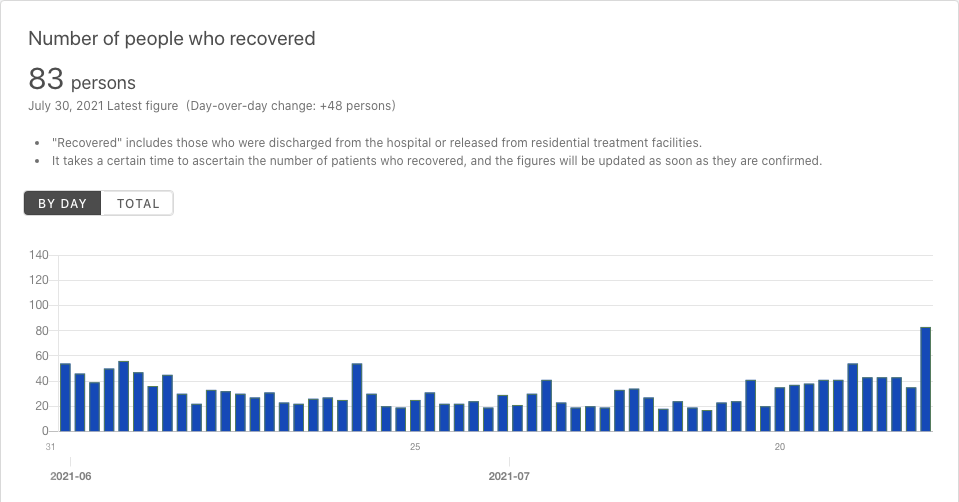 Number of people who recovered
83 persons
July 30, 2021 Latest figure (Day-over-day change: +48 persons)
• "Recovered" includes those who were discharged from the hospital or released from residential treatment facilities.
• It takes a certain time to ascertain the number of patients who recovered, and the figures will be updated as soon as they are confirmed.
BY DAY TOTAL
140
120
100
80
60
40
20
0
31 25 20
2021-06 2021-07